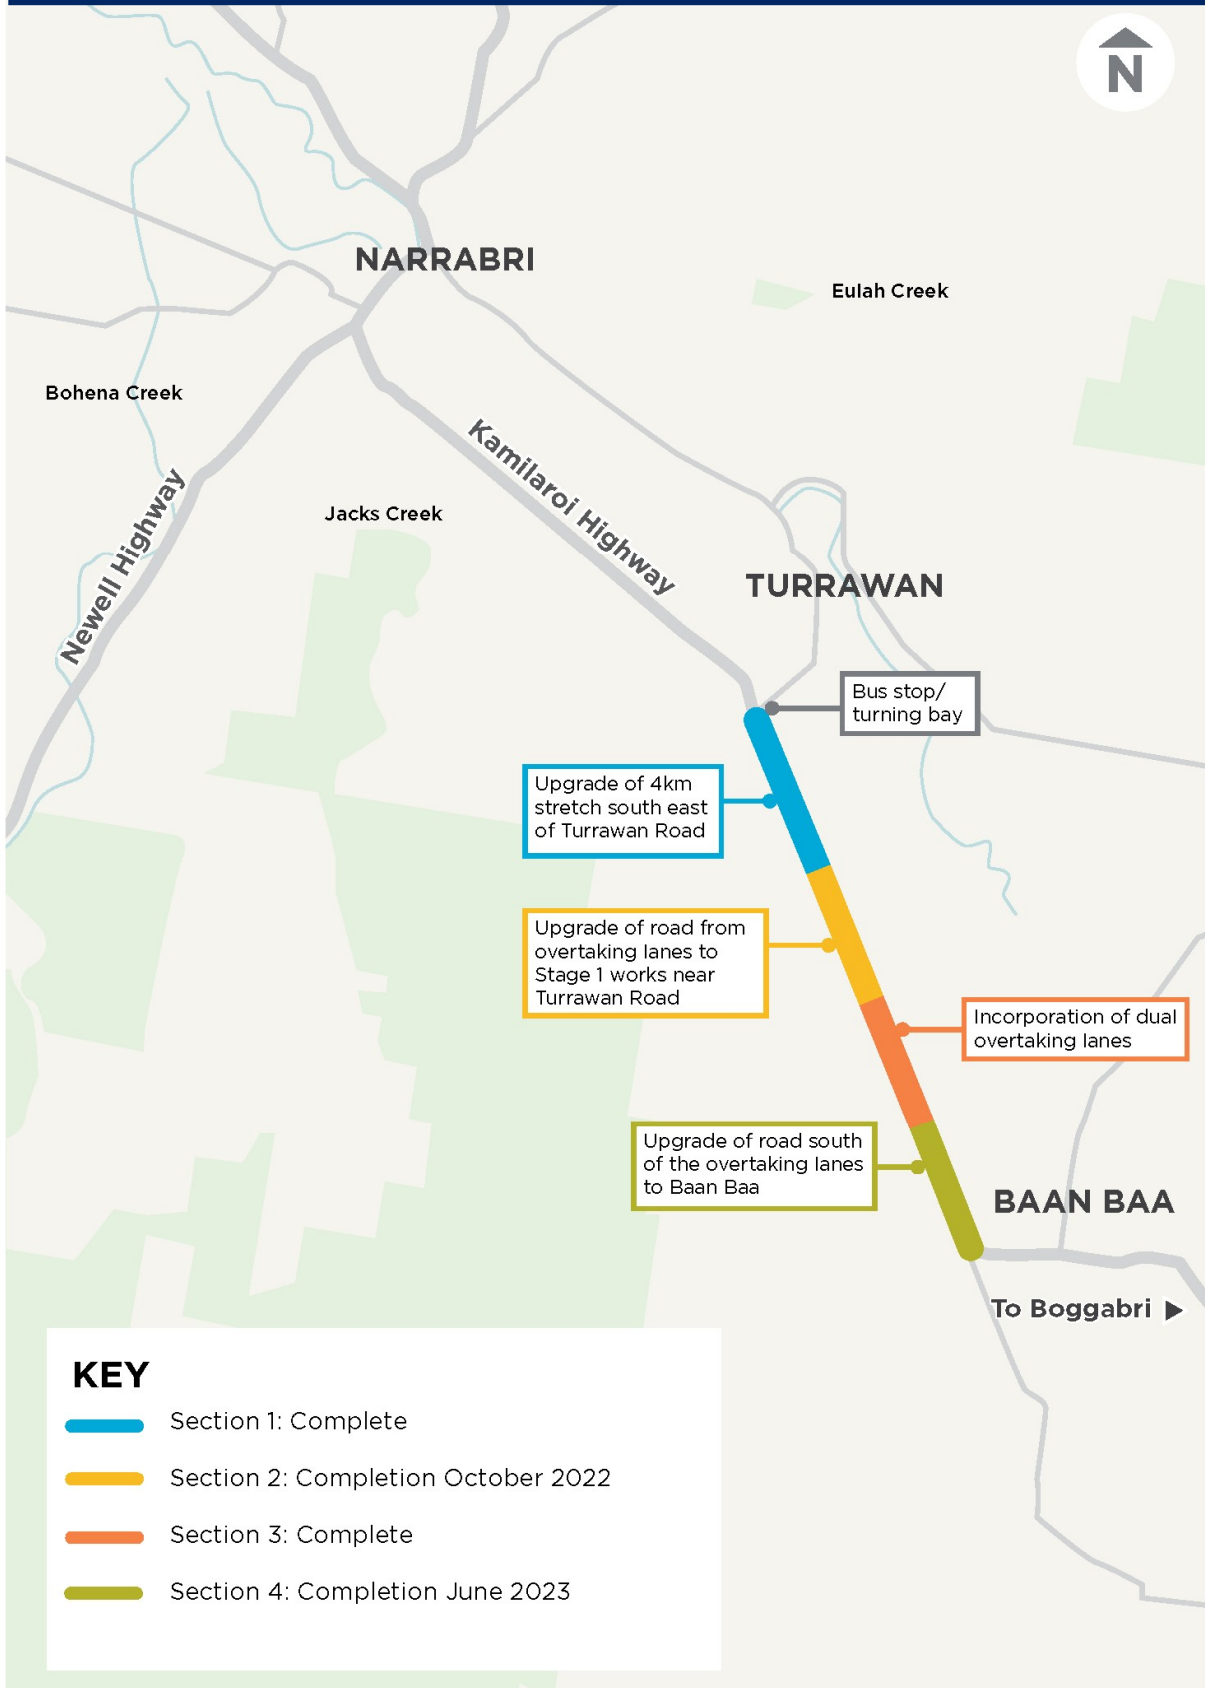 N
NARRABRI
Eulah Creek
Bohena Creek
Kamilaroi Highway
Newell Highway
Jacks Creek
TURRAWAN
Bus stop/
turning bay
Upgrade of 4km
stretch south east
of Turrawan Road
Upgrade of road from
overtaking lanes to
Stage 1 works near
Turrawan Road
Incorporation of dual
overtaking lanes
Upgrade of road south
of the overtaking lanes
to Baan Baa
BAAN BAA
To Boggabri ▶
KEY
Section 1: Complete
Section 2: Completion October 2022
Section 3: Complete
Section 4: Completion June 2023